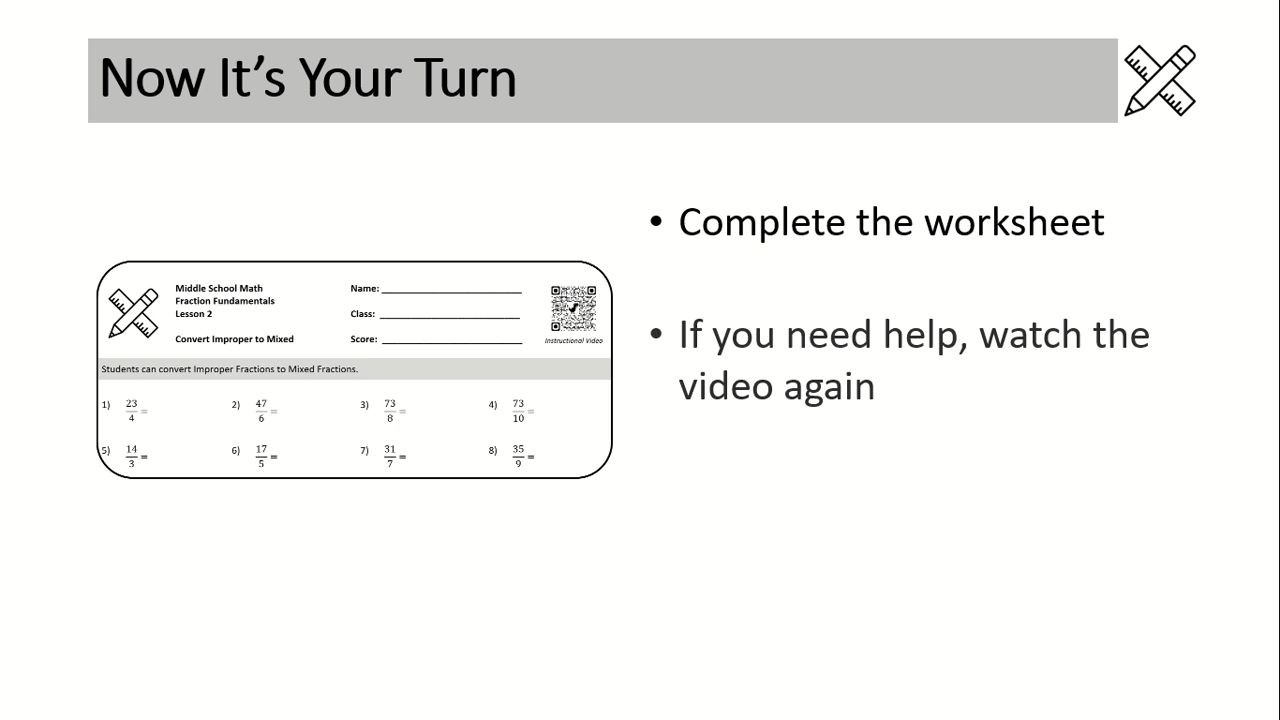 Now It's Your Turn
• Complete the worksheet
• If you need help, watch the
video again
Middle School Math
Fraction Fundamentals
Lesson 2
Convert Improper to Mixed
Name: ____________________________
Class: ____________________________
Score: ____________________________
Instructional Video
Students can convert Improper Fractions to Mixed Fractions.
1) 23/4 = 2) 47/6 = 3) 73/8 = 4) 73/10 =
5) 14/3 = 6) 17/5 = 7) 31/7 = 8) 35/9 =